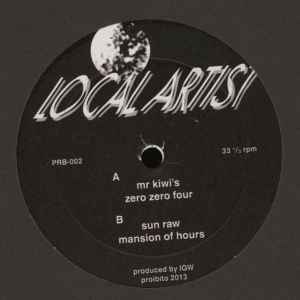 LOCAL ARTIST
PRB-002
33 ⅓ rpm
A
mr kiwi's
zero zero four
B
sun raw
mansion of hours
produced by IGW
proibito 2013